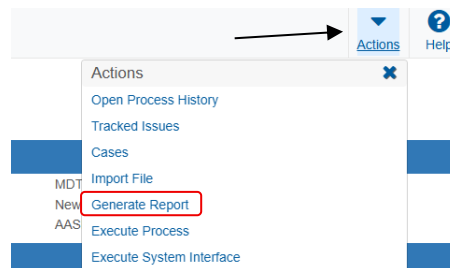 Actions
Help
Actions
Open Process History
Tracked Issues
Cases
Import File
MDT
Generate Report
New
AAS
Execute Process
Execute System Interface